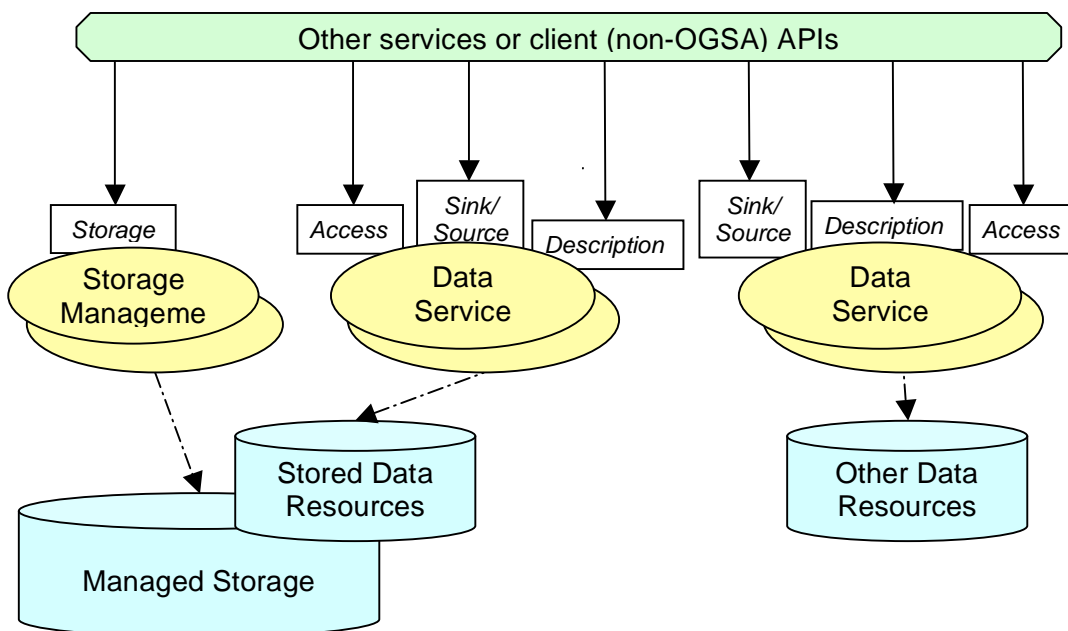 Other services or client (non-OGSA) APIs
Storage
Access
Sink/
Source
Description
Sink/
Source
Description
Access
Storage
Manageme
Data
Service
Data
Service
Stored Data
Resources
Other Data
Resources
Managed Storage